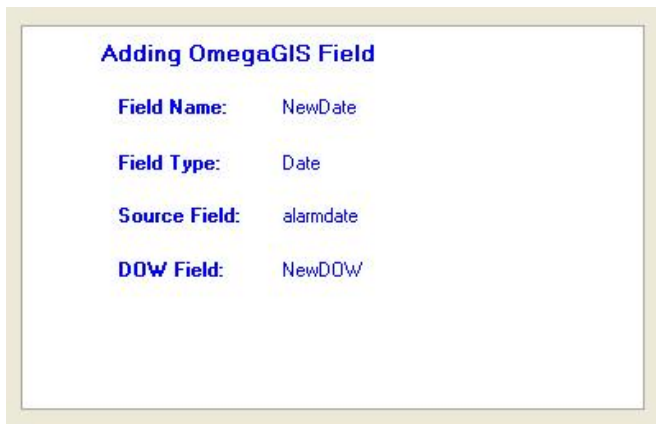 Adding OmegaGIS Field
Field Name: NewDate
Field Type: Date
Source Field: alarmdate
DOW Field: NewDOW